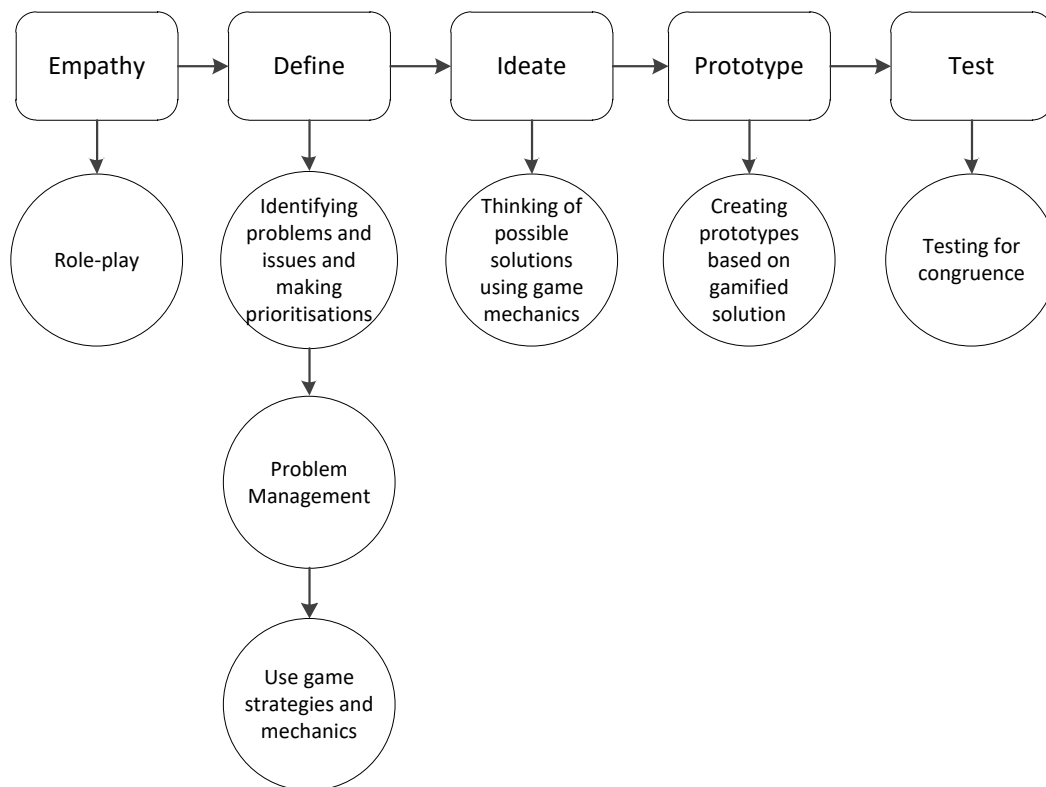 Empathy
Define
Ideate
Prototype
Test
Role-play
Identifying
problems and
issues and
making
prioritisations
Thinking of
possible
solutions
using game
mechanics
Creating
prototypes
based on
gamified
solution
Testing for
congruence
Problem
Management
Use game
strategies and
mechanics